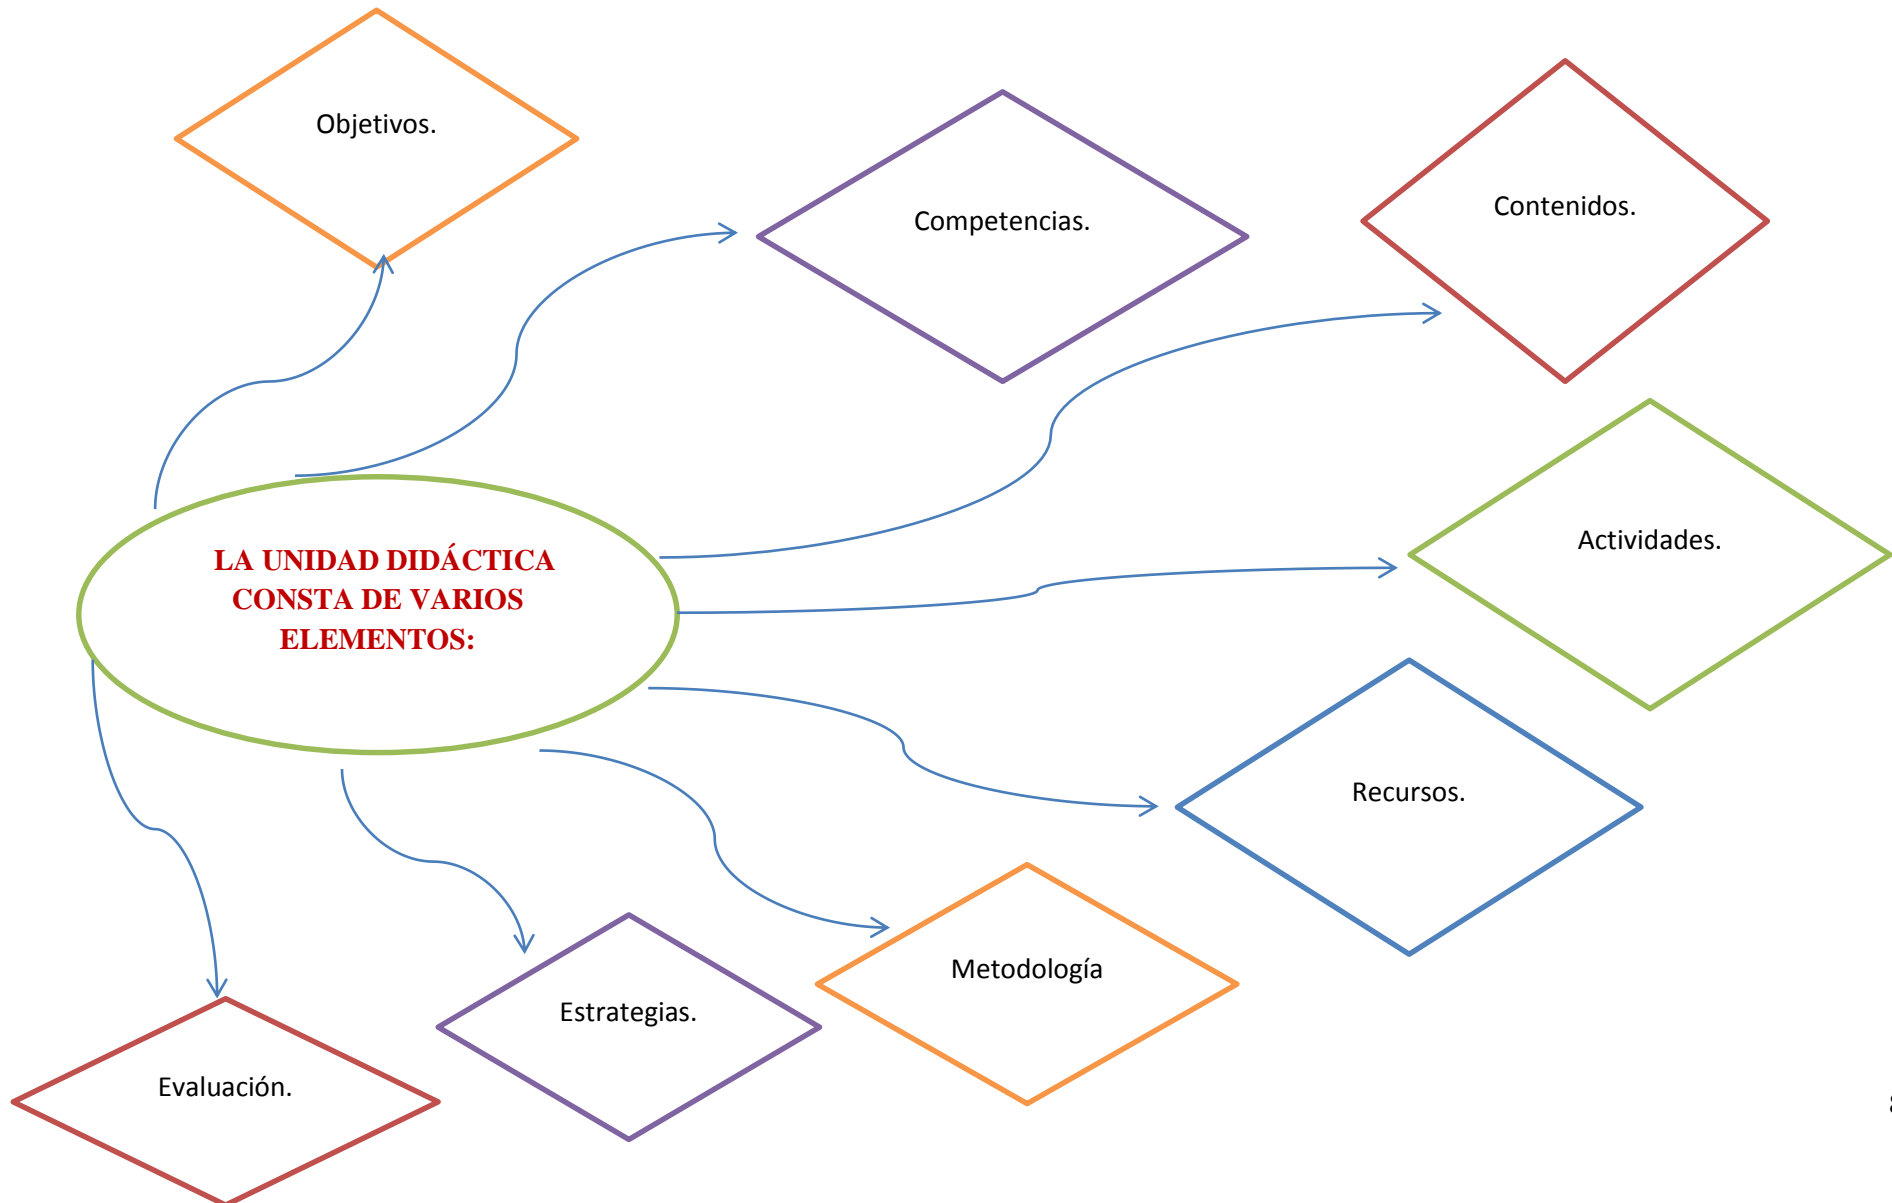 Objetivos.
Competencias.
Contenidos.
LA UNIDAD DIDÁCTICA
CONSTA DE VARIOS
ELEMENTOS:
Actividades.
Recursos.
Metodología
Estrategias.
Evaluación.